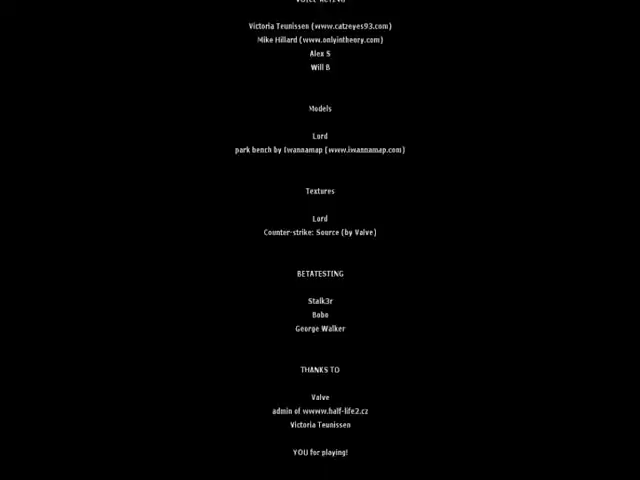 VOICE ACTING
Victoria Teunissen (www.catzeyes93.com)
Mike Hillard (www.onlyintheory.com)
Alex S
Will B
Models
Lord
park bench by Iwannamap (www.iwannamap.com)
Textures
Lord
Counter-strike: Source (by Valve)
BETATESTING
Stalk3r
Bobo
George Walker
THANKS TO
Valve
admin of wwww.half-life2.cz
Victoria Teunissen
YOU for playing!